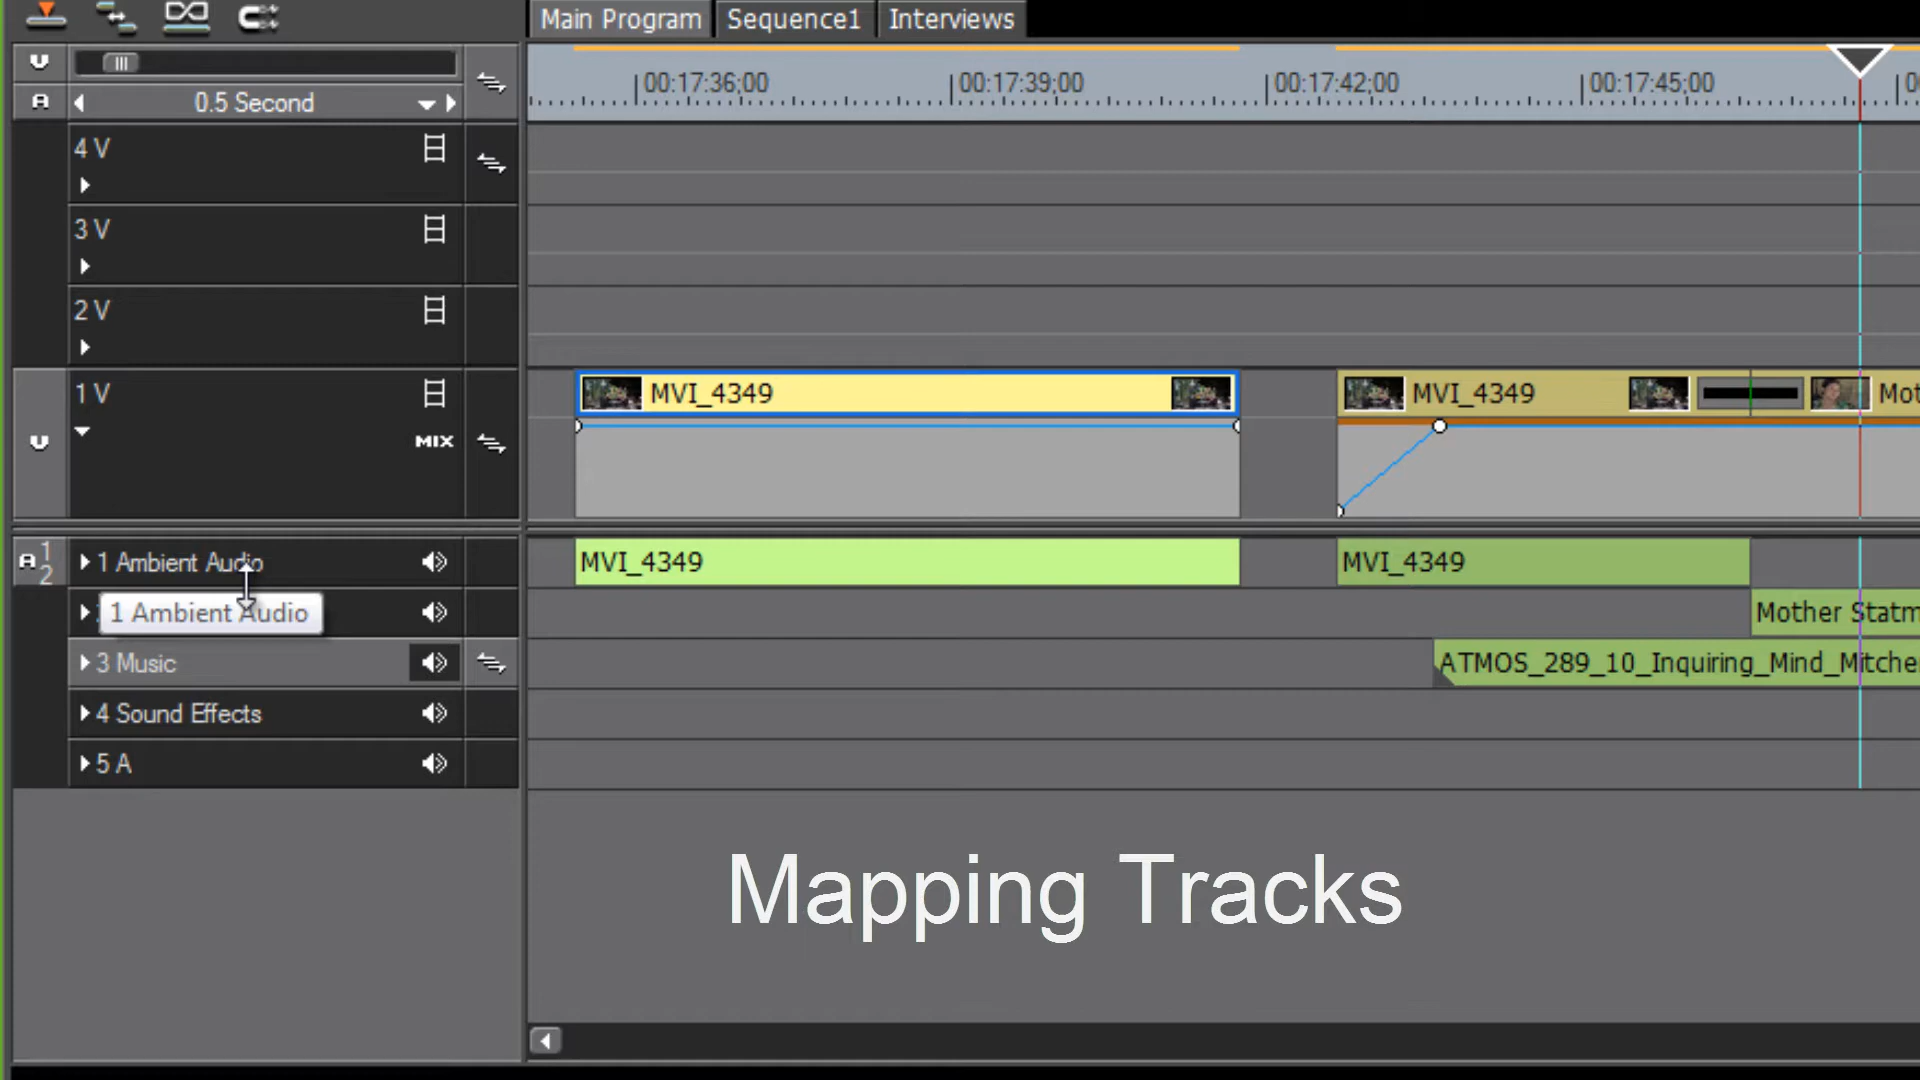 Main Program Sequence1 Interviews
V
A 0.5 Second
00:17:36;00 00:17:39;00 00:17:42;00 00:17:45;00
4 V
3 V
2 V
1 V
MVI_4349 MVI_4349 Mot
V MIX
A 1 2 1 Ambient Audio MVI_4349 MVI_4349
1 Ambient Audio Mother Statm
3 Music ATMOS_289_10_Inquiring_Mind_Mitche
4 Sound Effects
5 A
Mapping Tracks